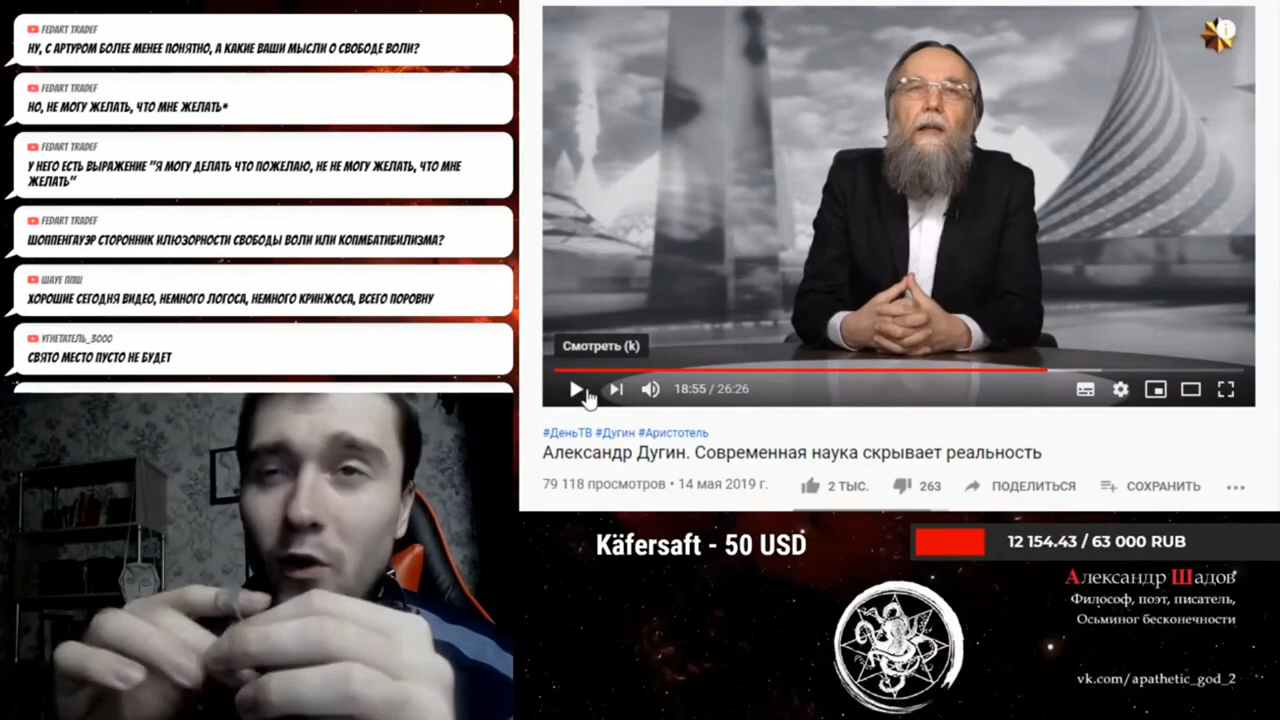 FEDART TRADEF
НУ, С АРТУРОМ БОЛЕЕ МЕНЕЕ ПОНЯТНО, А КАКИЕ ВАШИ МЫСЛИ О СВОБОДЕ ВОЛИ?
FEDART TRADEF
НО, НЕ МОГУ ЖЕЛАТЬ, ЧТО МНЕ ЖЕЛАТЬ*
FEDART TRADEF
У НЕГО ЕСТЬ ВЫРАЖЕНИЕ "Я МОГУ ДЕЛАТЬ ЧТО ПОЖЕЛАЮ, НЕ НЕ МОГУ ЖЕЛАТЬ, ЧТО МНЕ
ЖЕЛАТЬ"
FEDART TRADEF
ШОППЕНГАУЭР СТОРОННИК ИЛЮЗОРНОСТИ СВОБОДЫ ВОЛИ ИЛИ КОПМБАТИБИЛИЗМА?
ШАУЕ ППШ
ХОРОШИЕ СЕГОДНЯ ВИДЕО, НЕМНОГО ЛОГОСА, НЕМНОГО КРИНЖОСА, ВСЕГО ПОРОВНУ
УГНЕТАТЕЛЬ_3000
СВЯТО МЕСТО ПУСТО НЕ БУДЕТ
Смотреть (k)
18:55 / 26:26
#ДеньТВ #Дугин #Аристотель
Александр Дугин. Современная наука скрывает реальность
79 118 просмотров • 14 мая 2019 г.
2 ТЫС.
263
ПОДЕЛИТЬСЯ
СОХРАНИТЬ
Käfersaft - 50 USD
12 154.43 / 63 000 RUB
Александр Шадов
Философ, поэт, писатель,
Осьминог бесконечности
vk.com/apathetic_god_2